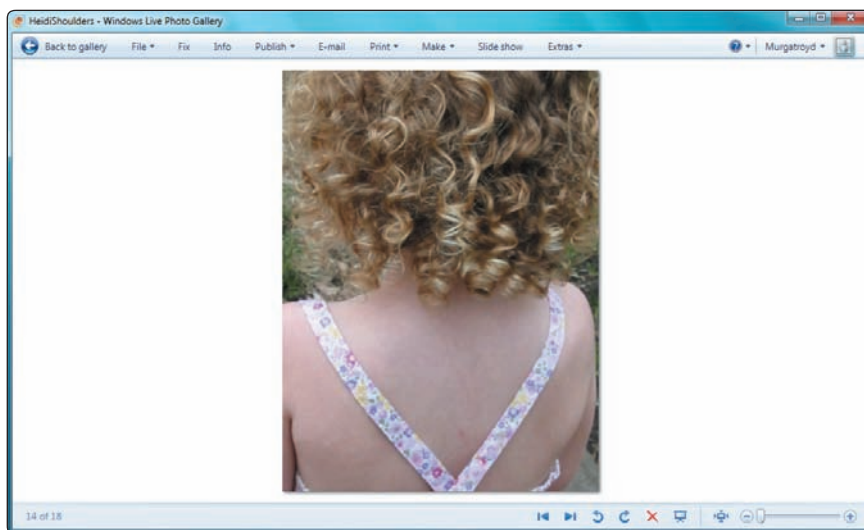 HeidiShoulders - Windows Live Photo Gallery
Back to gallery File Fix Info Publish E-mail Print Make Slide show Extras Murgatroyd
14 of 18